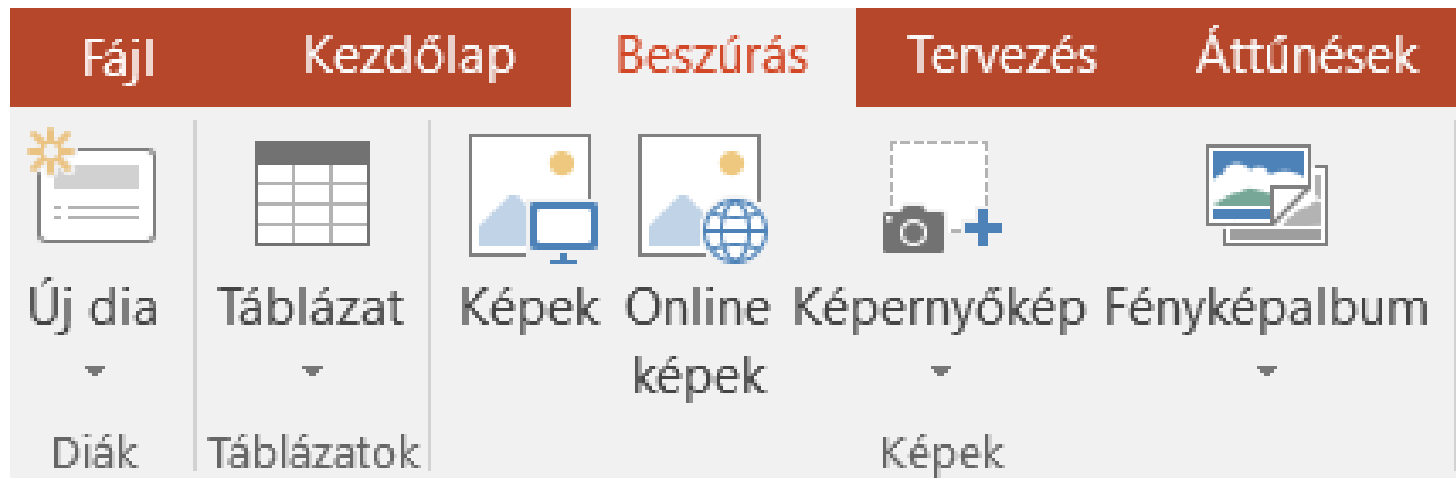 Fájl Kezdőlap Beszúrás Tervezés Áttűnések
Új dia Táblázat Képek Online Képernyőkép Fényképalbum
képek
Diák Táblázatok Képek